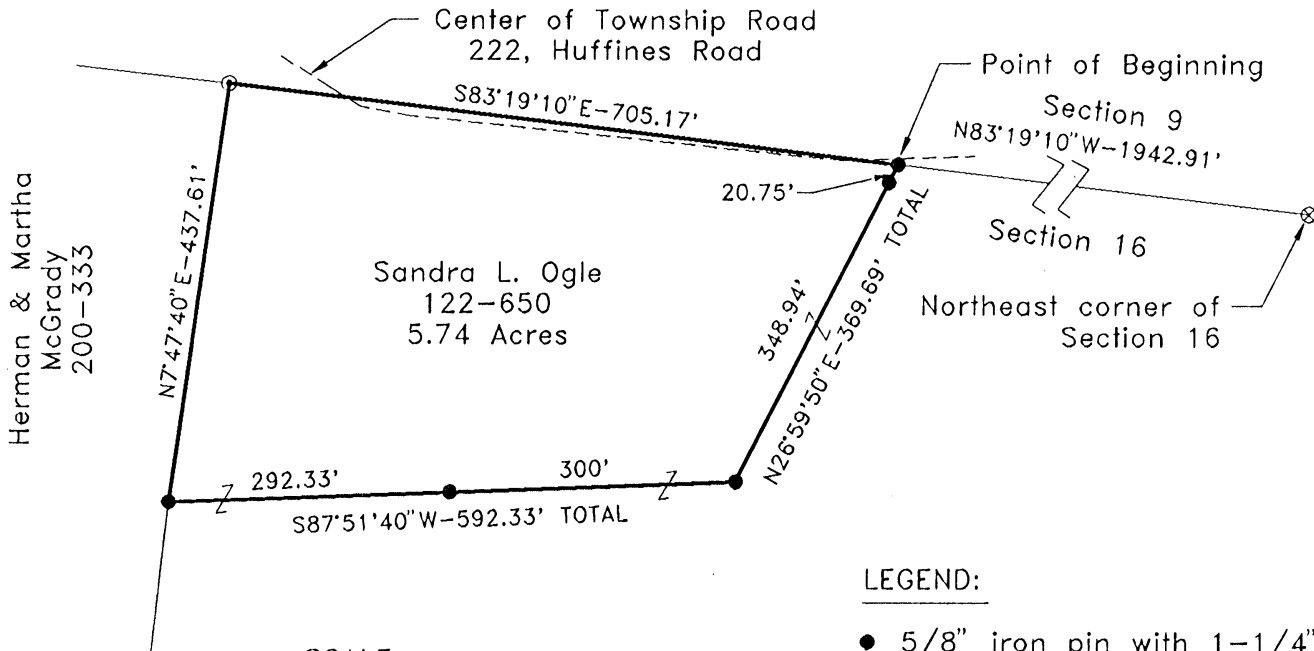 Center of Township Road
222, Huffines Road
Point of Beginning
Section 9
S83°19'10"E-705.17'
N83°19'10"W-1942.91'
20.75'
Section 16
Herman & Martha
McGrady
200-333
N7°47'40"E-437.61'
Sandra L. Ogle
122-650
5.74 Acres
348.94'
N26°59'50"E-369.69' TOTAL
Northeast corner of
Section 16
292.33'
300'
S87°51'40"W-592.33' TOTAL
LEGEND:
5/8" iron pin with 1-1/4"